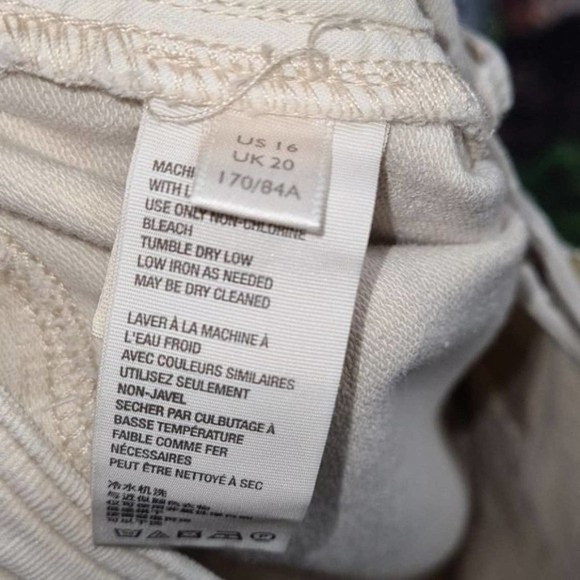 US 16
UK 20
170/84A
MACHI
WITH L
USE ONLY NON-CHLORINE
BLEACH
TUMBLE DRY LOW
LOW IRON AS NEEDED
MAY BE DRY CLEANED
LAVER À LA MACHINE À
L'EAU FROID
AVEC COULEURS SIMILAIRES
UTILISEZ SEULEMENT
NON-JAVEL
SECHER PAR CULBUTAGE À
BASSE TEMPÉRATURE
FAIBLE COMME FER
NÉCESSAIRES
PEUT ÊTRE NETTOYÉ À SEC
冷水机洗